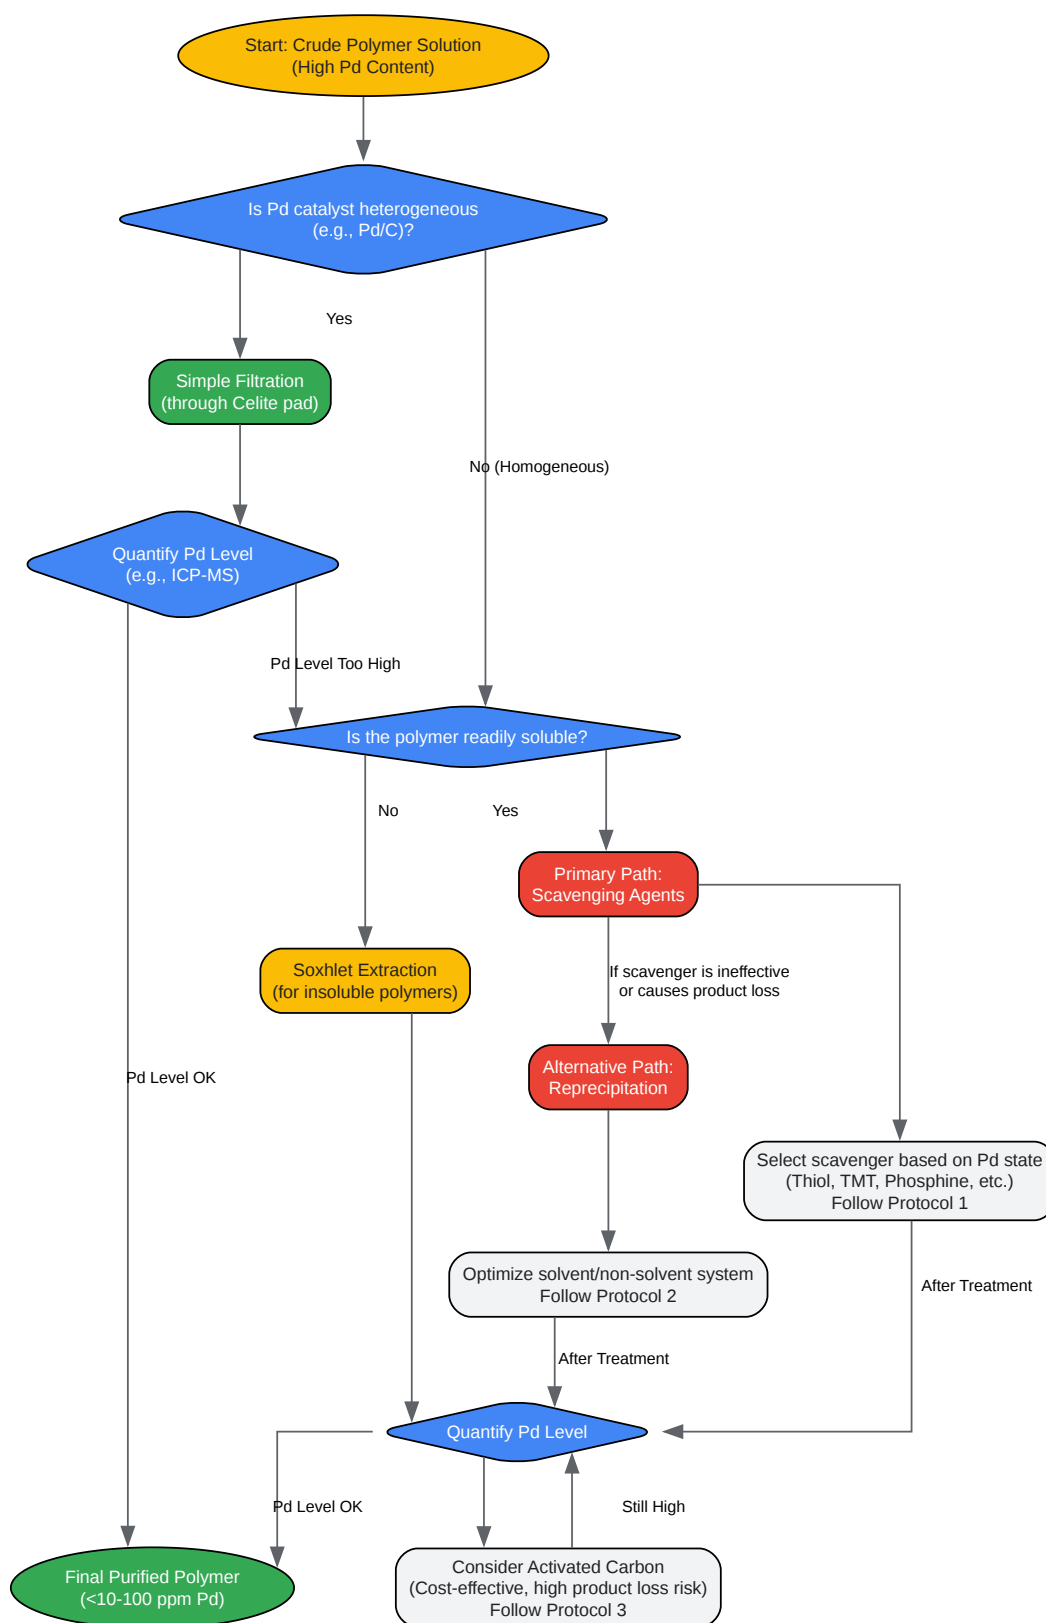 Start: Crude Polymer Solution
(High Pd Content)
Is Pd catalyst heterogeneous
(e.g., Pd/C)?
Yes
Simple Filtration
(through Celite pad)
No (Homogeneous)
Quantify Pd Level
(e.g., ICP-MS)
Pd Level Too High
Is the polymer readily soluble?
No
Yes
Primary Path:
Scavenging Agents
Soxhlet Extraction
(for insoluble polymers)
If scavenger is ineffective
or causes product loss
Alternative Path:
Reprecipitation
Pd Level OK
Select scavenger based on Pd state
(Thiol, TMT, Phosphine, etc.)
Follow Protocol 1
Optimize solvent/non-solvent system
Follow Protocol 2
After Treatment
After Treatment
Quantify Pd Level
Pd Level OK
Still High
Final Purified Polymer
(<10-100 ppm Pd)
Consider Activated Carbon
(Cost-effective, high product loss risk)
Follow Protocol 3